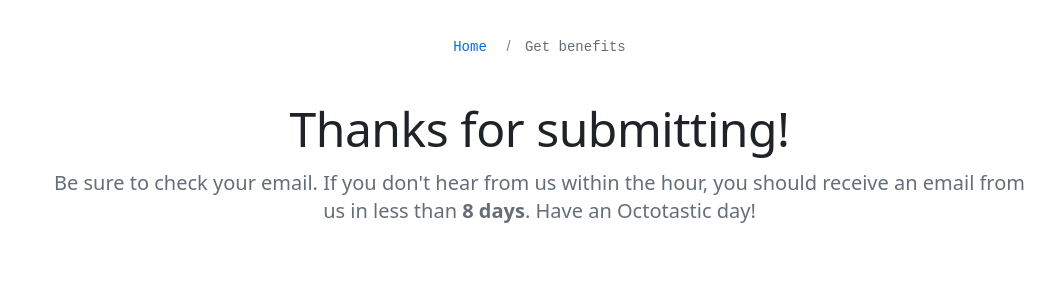 Home / Get benefits
Thanks for submitting!
Be sure to check your email. If you don't hear from us within the hour, you should receive an email from
us in less than 8 days. Have an Octotastic day!